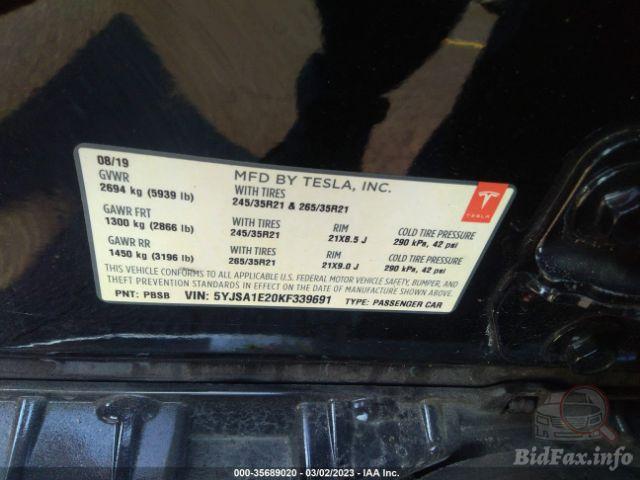 08/19
MFD BY TESLA, INC.
GVWR
2694 kg (5939 lb)
WITH TIRES
245/35R21 & 265/35R21
TESLA
GAWR FRT
1300 kg (2866 lb)
WITH TIRES
245/35R21
RIM
21X8.5 J
COLD TIRE PRESSURE
290 kPa, 42 psi
GAWR RR
1450 kg (3196 lb)
WITH TIRES
265/35R21
RIM
21X9.0 J
COLD TIRE PRESSURE
290 kPa, 42 psi
THIS VEHICLE CONFORMS TO ALL APPLICABLE U.S. FEDERAL MOTOR VEHICLE SAFETY, BUMPER, AND
THEFT PREVENTION STANDARDS IN EFFECT ON THE DATE OF MANUFACTURE SHOWN ABOVE.
PNT: PBSB VIN: 5YJSA1E20KF339691 TYPE: PASSENGER CAR
BidFax.info
000-35689020 - 03/02/2023 - IAA Inc.